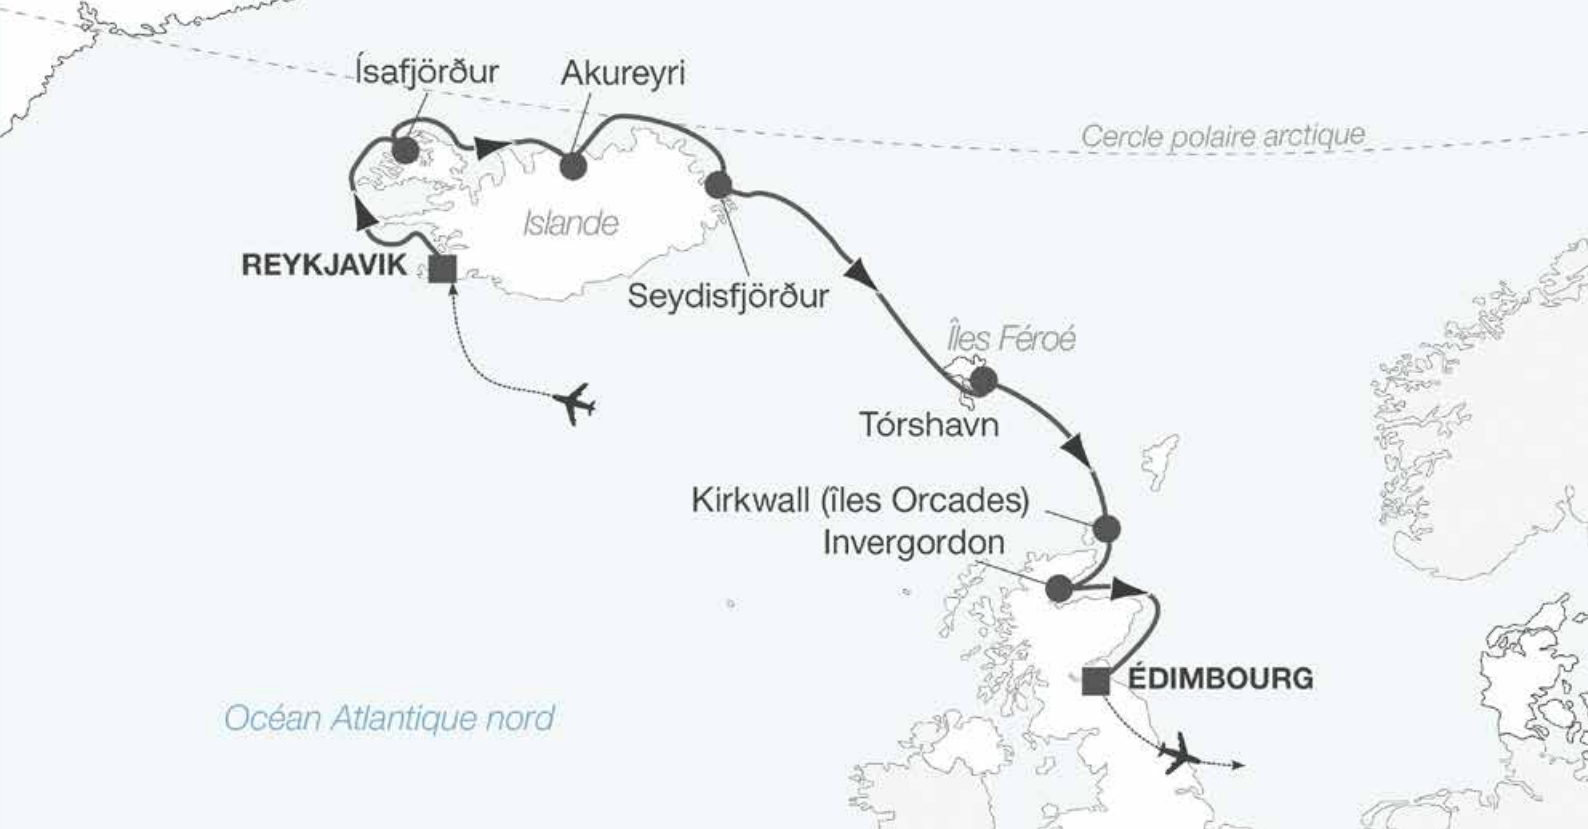 Ísafjörður
Akureyri
Cercle polaire arctique
Islande
REYKJAVIK
Seydisfjörður
Îles Féroé
Tórshavn
Kirkwall (îles Orcades)
Invergordon
ÉDIMBOURG
Océan Atlantique nord